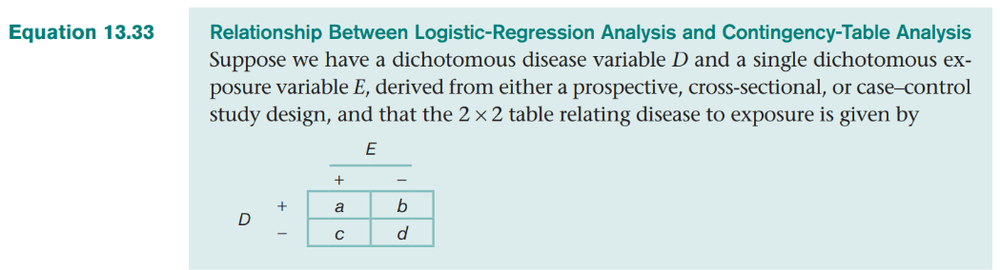 Equation 13.33
Relationship Between Logistic-Regression Analysis and Contingency-Table Analysis
Suppose we have a dichotomous disease variable D and a single dichotomous ex-
posure variable E, derived from either a prospective, cross-sectional, or case–control
study design, and that the 2 × 2 table relating disease to exposure is given by
E
+ −
+ a b
D
− c d